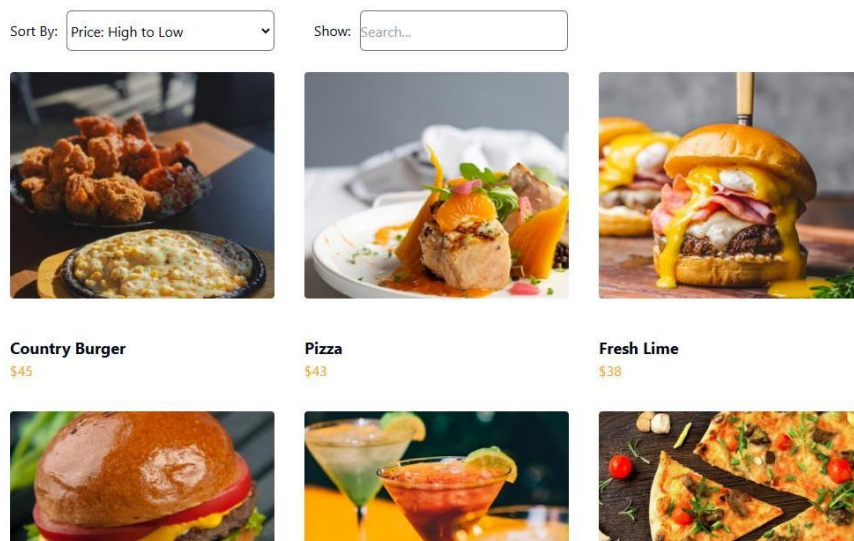 Sort By: Price: High to Low Show: Search...
Country Burger Pizza Fresh Lime
$45 $43 $38